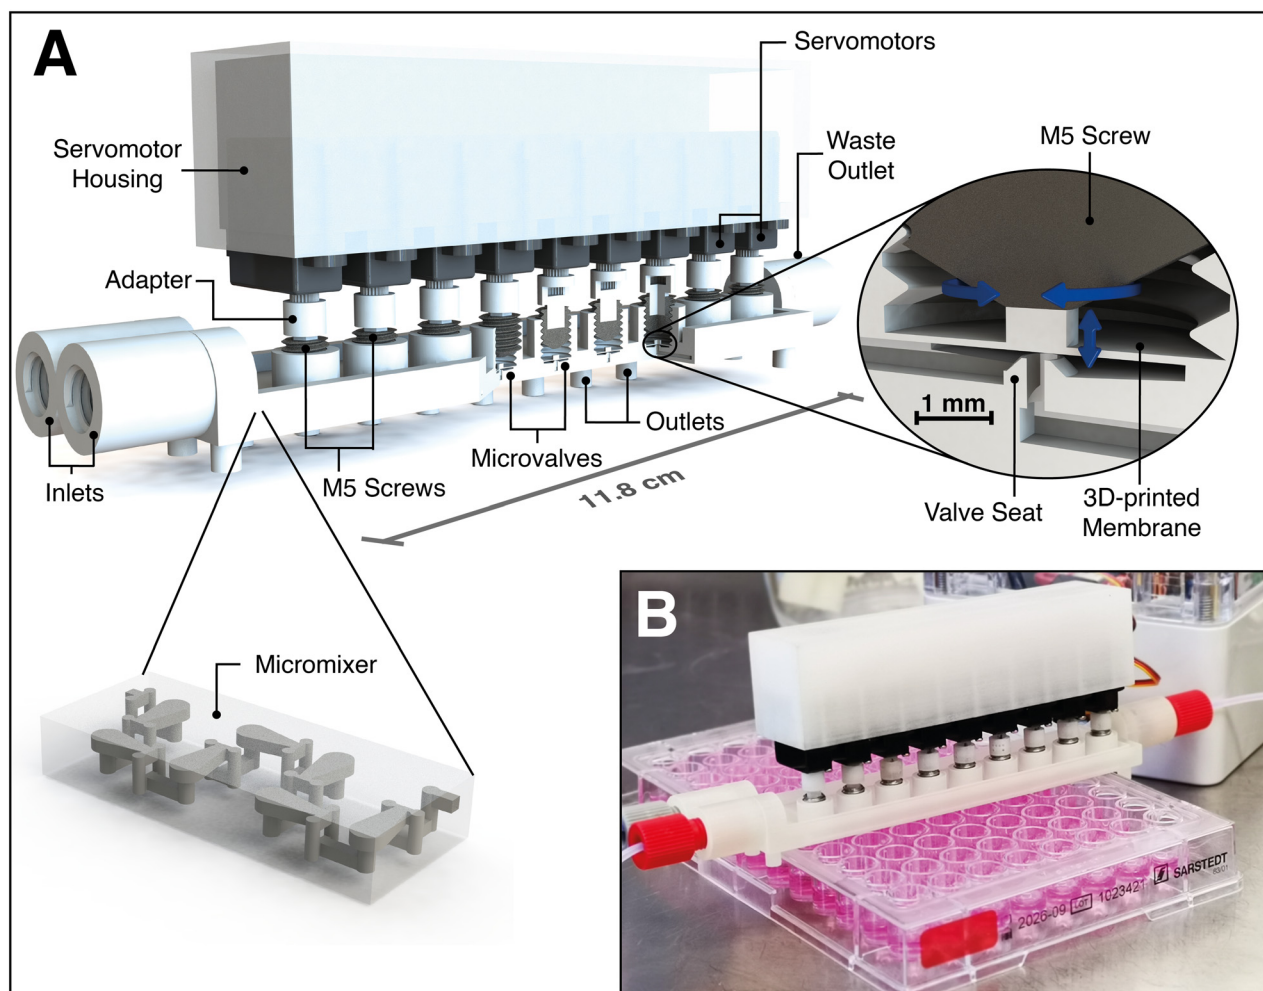 A
Servomotors
Servomotor
Housing
Waste
Outlet
M5 Screw
Adapter
1 mm
Outlets
Microvalves
M5 Screws
Inlets
11.8 cm
Valve Seat
3D-printed
Membrane
Micromixer
B
2026-09 LOT 1023421 SARSTEDT